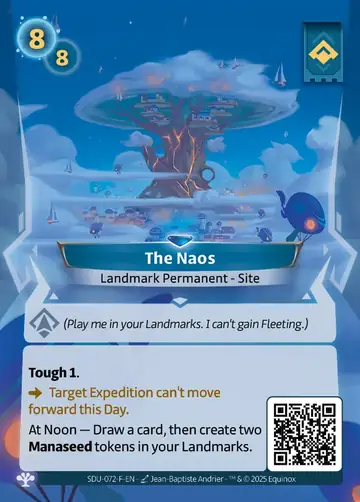 8
8
The Naos
Landmark Permanent - Site
(Play me in your Landmarks. I can't gain Fleeting.)
Tough 1.
Target Expedition can't move
forward this Day.
At Noon — Draw a card, then create two
Manaseed tokens in your Landmarks.
SDU-072-F-EN - Jean-Baptiste Andrier - ™ & © 2025 Equinox